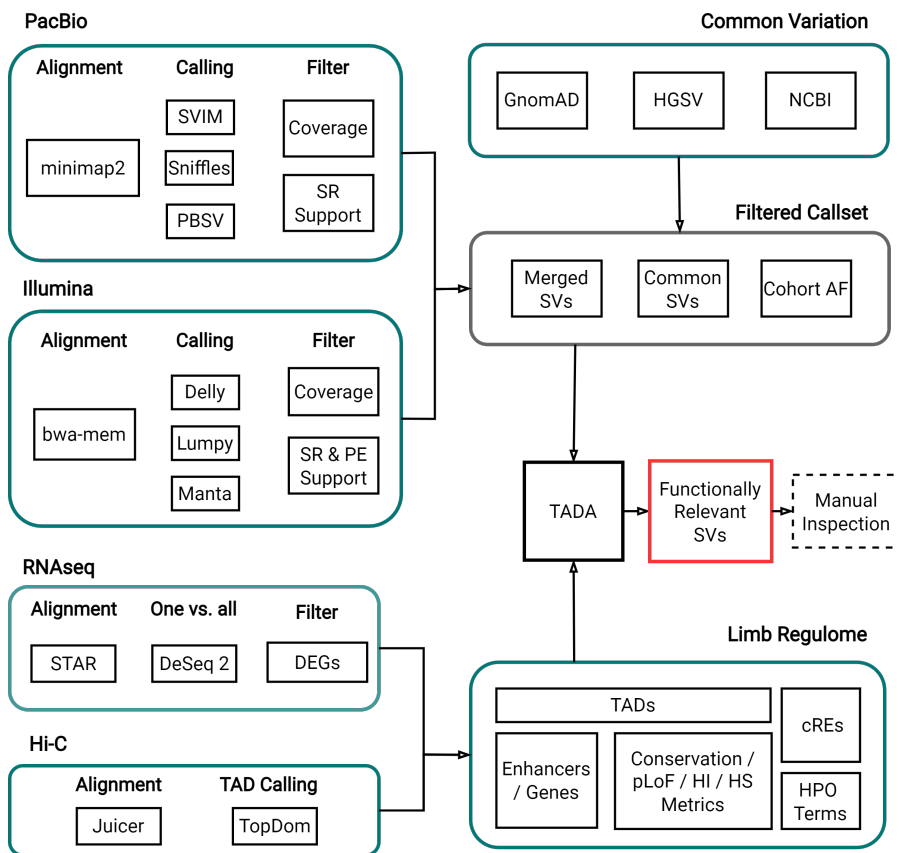 PacBio
Alignment
Calling
Filter
minimap2
SVIM
Sniffles
PBSV
Coverage
SR
Support
Illumina
Alignment
Calling
Filter
bwa-mem
Delly
Lumpy
Manta
Coverage
SR & PE
Support
RNAseq
Alignment
One vs. all
Filter
STAR
DeSeq 2
DEGs
Hi-C
Alignment
TAD Calling
Juicer
TopDom
Common Variation
GnomAD
HGSV
NCBI
Filtered Callset
Merged
SVs
Common
SVs
Cohort AF
TADA
Functionally
Relevant
SVs
Manual
Inspection
Limb Regulome
TADs
cREs
Enhancers
/ Genes
Conservation /
pLoF / HI / HS
Metrics
HPO
Terms